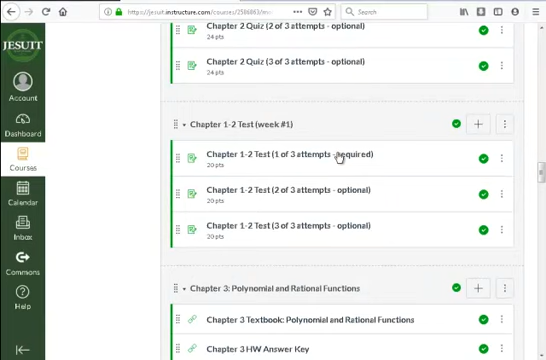 https://jesuit.instructure.com/courses/2586863/mo
Search
JESUIT
Account
Dashboard
Courses
Calendar
Inbox
Commons
Help
Chapter 2 Quiz (2 of 3 attempts - optional)
24 pts
Chapter 2 Quiz (3 of 3 attempts - optional)
24 pts
Chapter 1-2 Test (week #1)
Chapter 1-2 Test (1 of 3 attempts - required)
20 pts
Chapter 1-2 Test (2 of 3 attempts - optional)
20 pts
Chapter 1-2 Test (3 of 3 attempts - optional)
20 pts
Chapter 3: Polynomial and Rational Functions
Chapter 3 Textbook: Polynomial and Rational Functions
Chapter 3 HW Answer Key